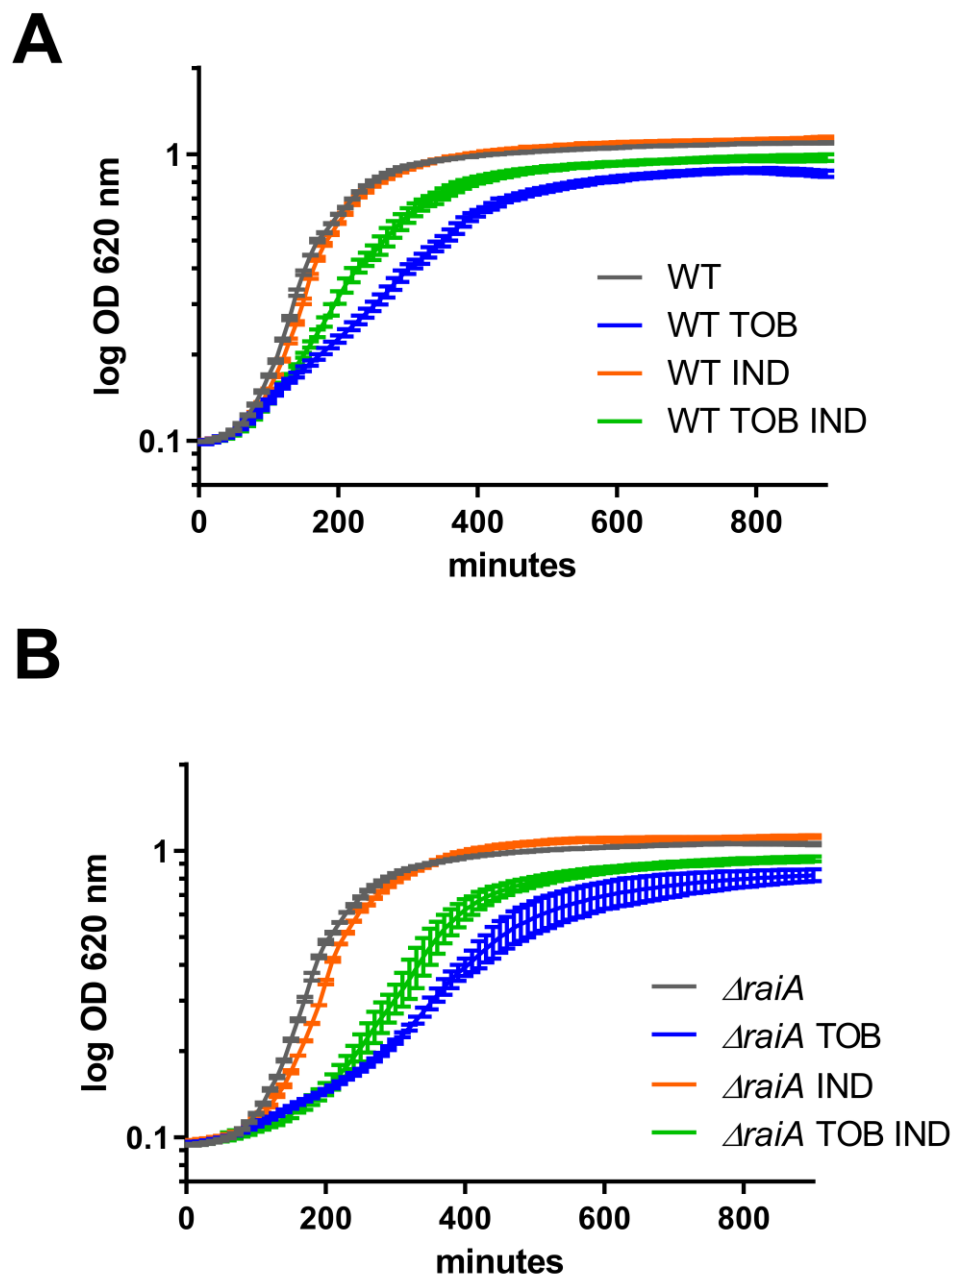 A
log OD 620 nm
1
0.1
WT
WT TOB
WT IND
WT TOB IND
0 200 400 600 800
minutes
B
log OD 620 nm
1
0.1
ΔraiA
ΔraiA TOB
ΔraiA IND
ΔraiA TOB IND
0 200 400 600 800
minutes